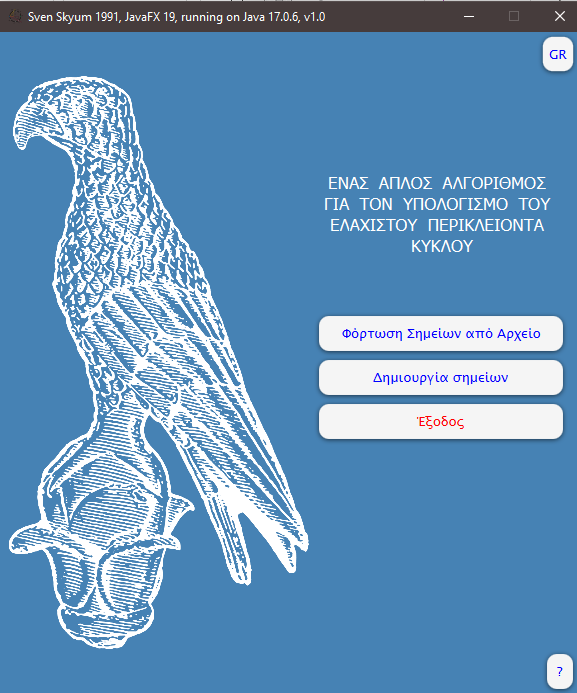 Sven Skyum 1991, JavaFX 19, running on Java 17.0.6, v1.0
GR
ΕΝΑΣ ΑΠΛΟΣ ΑΛΓΟΡΙΘΜΟΣ
ΓΙΑ ΤΟΝ ΥΠΟΛΟΓΙΣΜΟ ΤΟΥ
ΕΛΑΧΙΣΤΟΥ ΠΕΡΙΚΛΕΙΟΝΤΑ
ΚΥΚΛΟΥ
Φόρτωση Σημείων από Αρχείο
Δημιουργία σημείων
Έξοδος
?